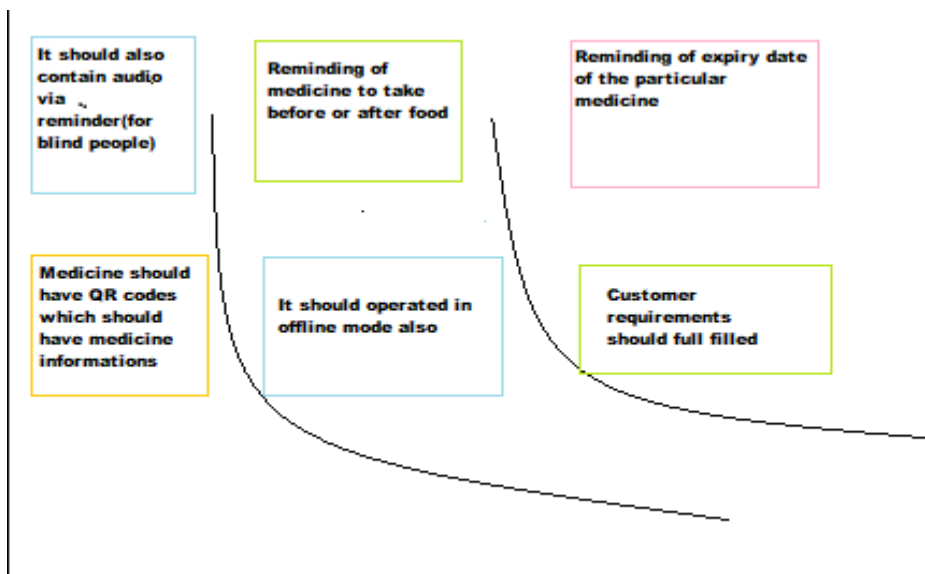 It should also
contain audio
via
reminder(for
blind people)
Reminding of
medicine to take
before or after food
Reminding of expiry date
of the particular
medicine
Medicine should
have QR codes
which should
have medicine
informations
It should operated in
offline mode also
Customer
requirements
should full filled